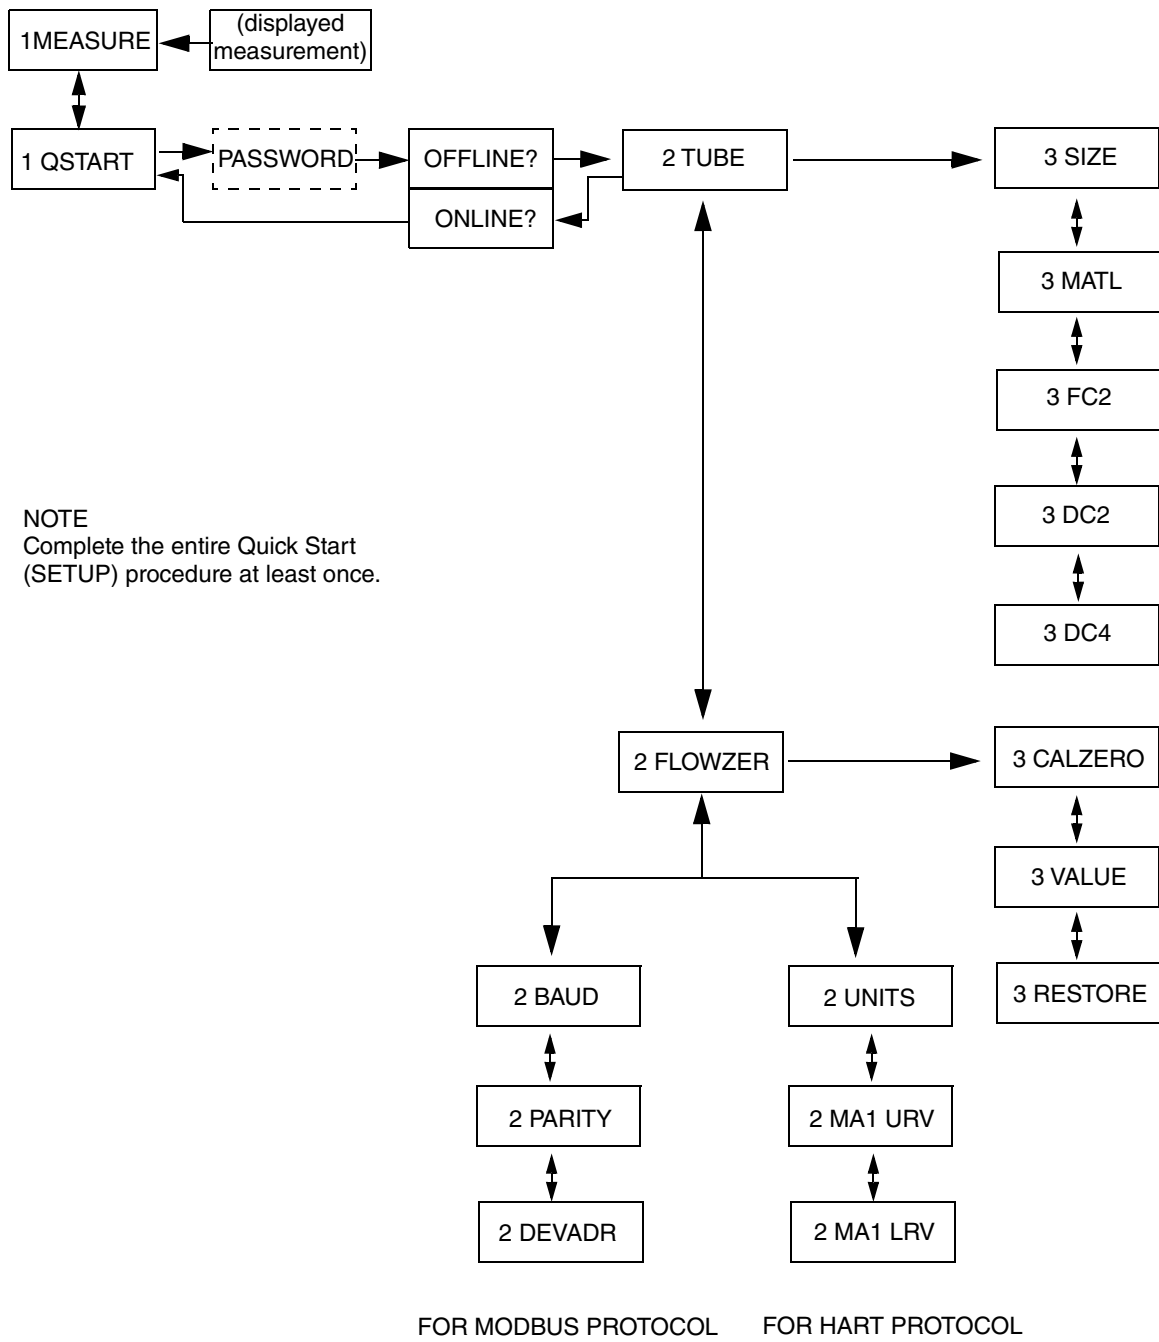 1MEASURE
(displayed
measurement)
1 QSTART
PASSWORD
OFFLINE?
ONLINE?
2 TUBE
3 SIZE
3 MATL
3 FC2
3 DC2
3 DC4
NOTE
Complete the entire Quick Start
(SETUP) procedure at least once.
2 FLOWZER
3 CALZERO
3 VALUE
3 RESTORE
2 BAUD
2 PARITY
2 DEVADR
2 UNITS
2 MA1 URV
2 MA1 LRV
FOR MODBUS PROTOCOL
FOR HART PROTOCOL